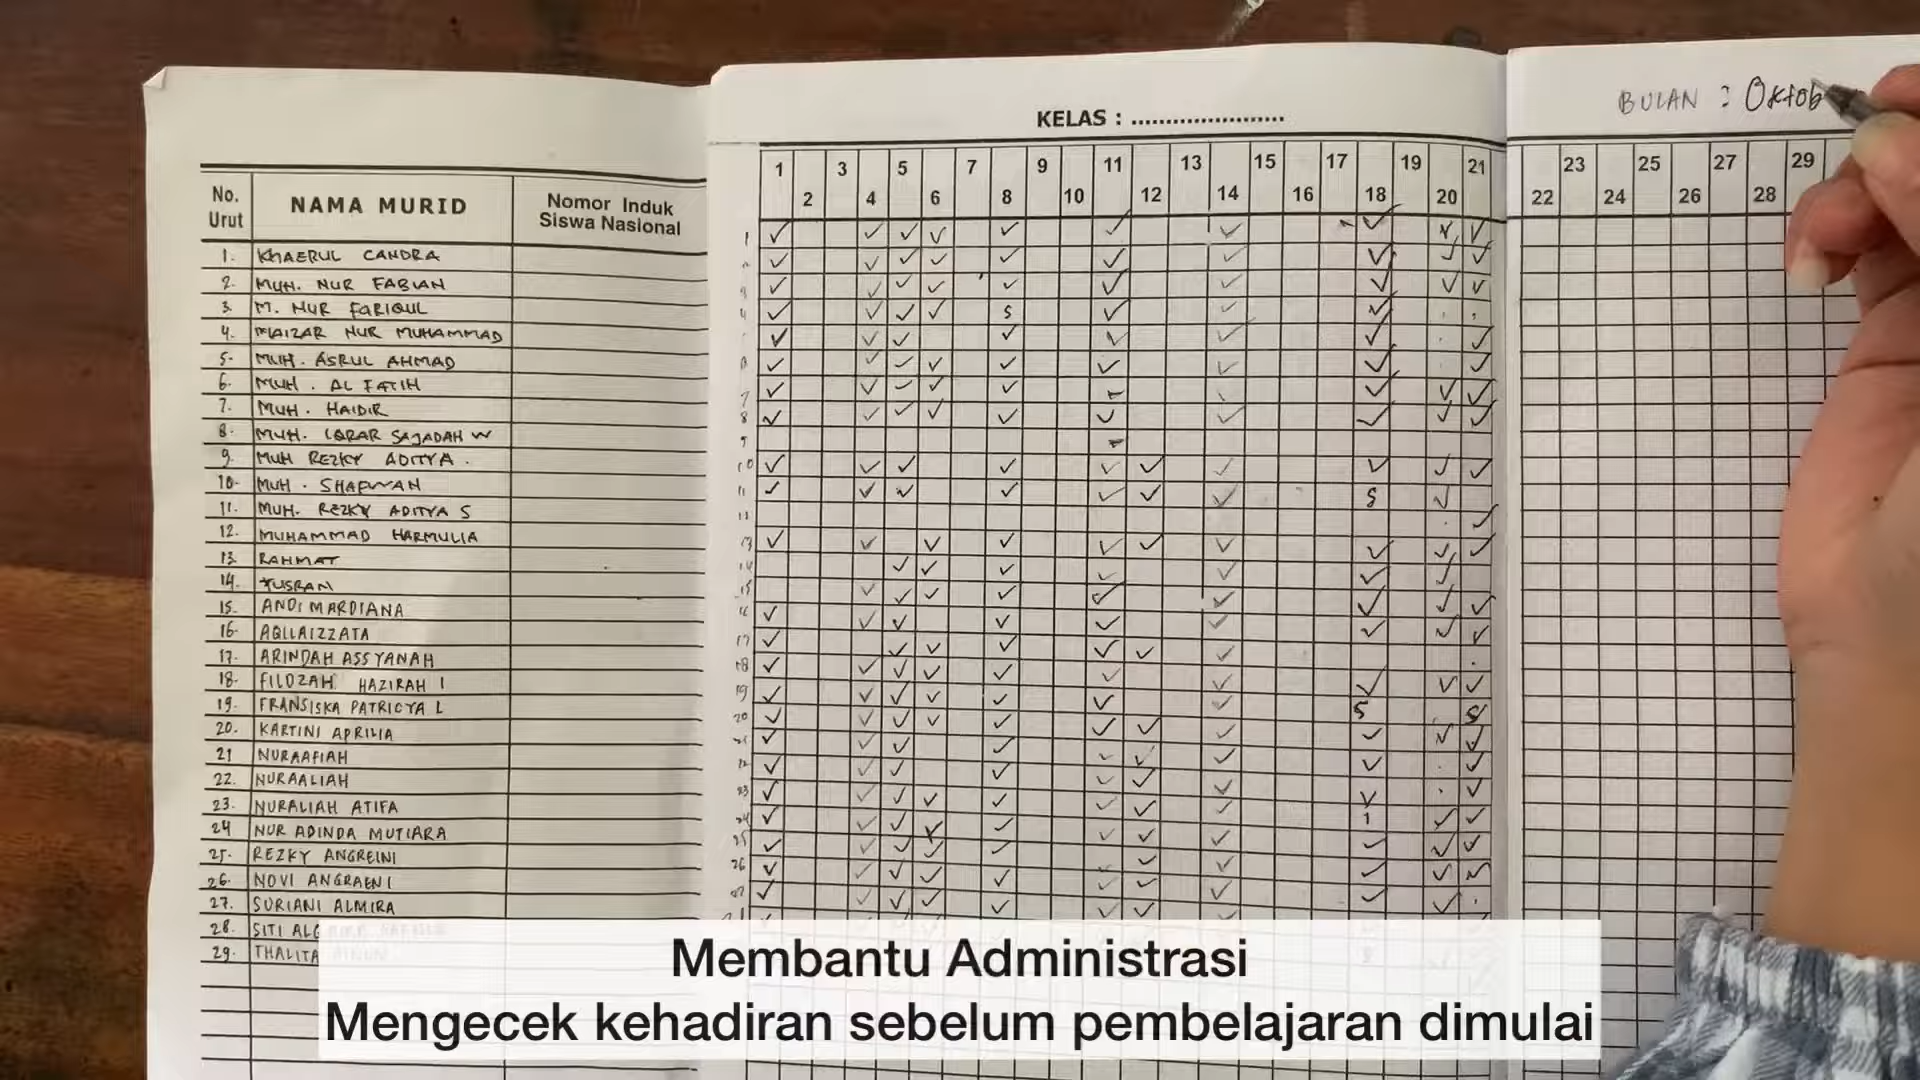 KELAS : ......................
BULAN : Oktob
No. Urut NAMA MURID Nomor Induk Siswa Nasional
1 2 3 4 5 6 7 8 9 10 11 12 13 14 15 16 17 18 19 20 21 22 23 24 25 26 27 28 29
1. KHAERUL CANDRA
2. MUH. NUR FABIAN
3. M. NUR FARIQUL
4. MAIZAR NUR MUHAMMAD
5. MUH. ASRUL AHMAD
6. MUH. AL FATIH
7. MUH. HAIDIR
8. MUH. IQRAR SAJADAH W
9. MUH REZKY ADITYA.
10. MUH. SHAFWAN
11. MUH. REZKY ADITYA S
12. MUHAMMAD HARMULIA
13. RAHMAT
14. YUSRAN
15. ANDI MARDIANA
16. AQILAIZZATA
17. ARINDAH ASSYANAH
18. FILOZAH HAZIRAH I
19. FRANSISKA PATRICYA L
20. KARTINI APRILIA
21 NURAAFIAH
22. NURAALIAH
23. NURALIAH ATIFA
24 NUR ADINDA MUTIARA
25. REZKY ANGREINI
26. NOVI ANGRAENI
27. SURIANI ALMIRA
28. SITI
29. THALITA
Membantu Administrasi
Mengecek kehadiran sebelum pembelajaran dimulai